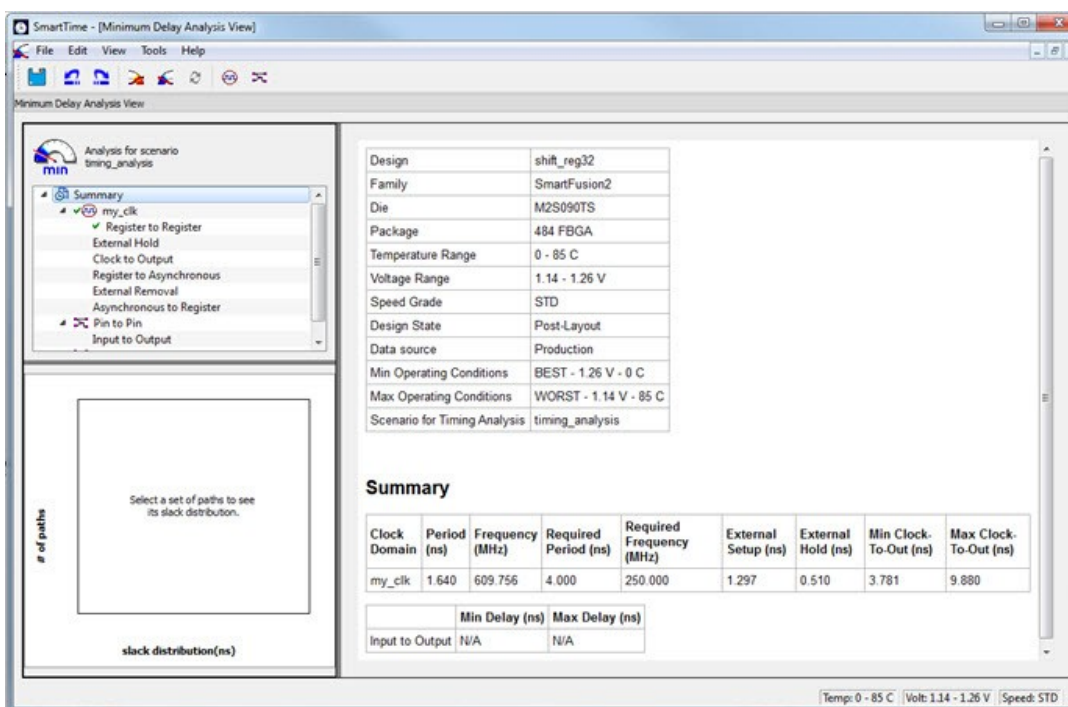 SmartTime - [Minimum Delay Analysis View]
File Edit View Tools Help
Minimum Delay Analysis View
min
Analysis for scenario
timing_analysis
Summary
my_clk
Register to Register
External Hold
Clock to Output
Register to Asynchronous
External Removal
Asynchronous to Register
Pin to Pin
Input to Output
# of paths
Select a set of paths to see
its slack distribution.
slack distribution(ns)
Design shift_reg32
Family SmartFusion2
Die M2S090TS
Package 484 FBGA
Temperature Range 0 - 85 C
Voltage Range 1.14 - 1.26 V
Speed Grade STD
Design State Post-Layout
Data source Production
Min Operating Conditions BEST - 1.26 V - 0 C
Max Operating Conditions WORST - 1.14 V - 85 C
Scenario for Timing Analysis timing_analysis
Summary
Clock Domain Period (ns) Frequency (MHz) Required Period (ns) Required Frequency (MHz) External Setup (ns) External Hold (ns) Min Clock-To-Out (ns) Max Clock-To-Out (ns)
my_clk 1.640 609.756 4.000 250.000 1.297 0.510 3.781 9.880
Min Delay (ns) Max Delay (ns)
Input to Output N/A N/A
Temp: 0 - 85 C Volt: 1.14 - 1.26 V Speed: STD